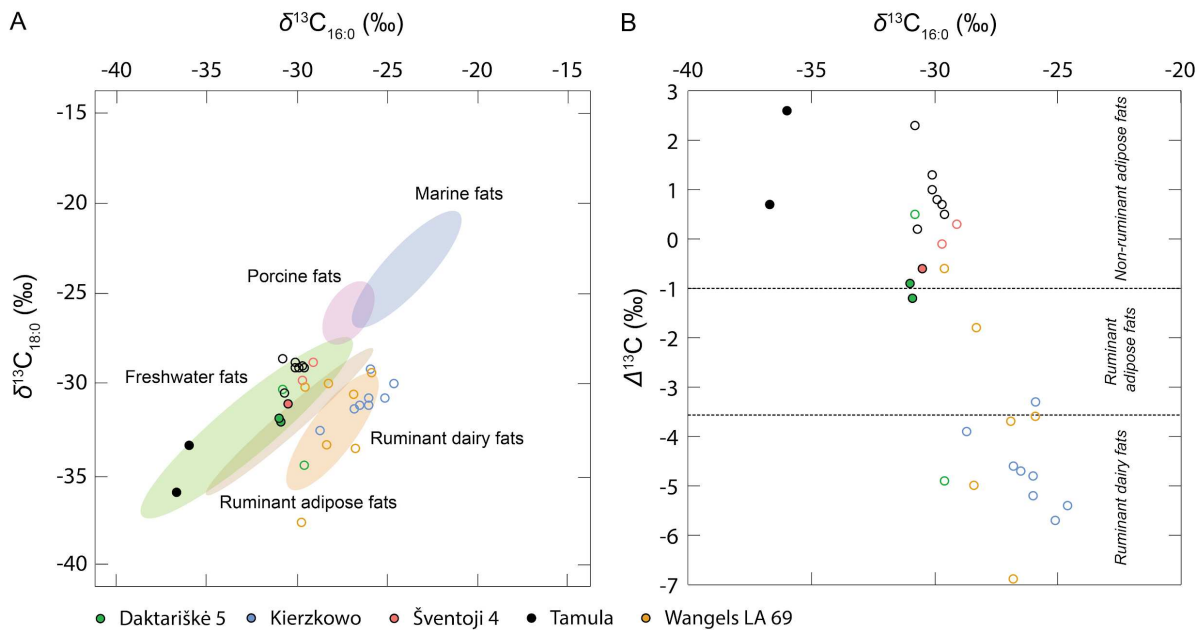 A
δ¹³C₁₆:₀ (‰)
-40 -35 -30 -25 -20 -15
δ¹³C₁₈:₀ (‰)
-15
-20
-25
-30
-35
-40
Marine fats
Porcine fats
Freshwater fats
Ruminant dairy fats
Ruminant adipose fats
B
δ¹³C₁₆:₀ (‰)
-40 -35 -30 -25 -20
Δ¹³C (‰)
3
2
1
0
-1
-2
-3
-4
-5
-6
-7
Non-ruminant adipose fats
Ruminant
adipose fats
Ruminant dairy fats
Daktariškė 5 Kierzkowo Šventoji 4 Tamula Wangels LA 69